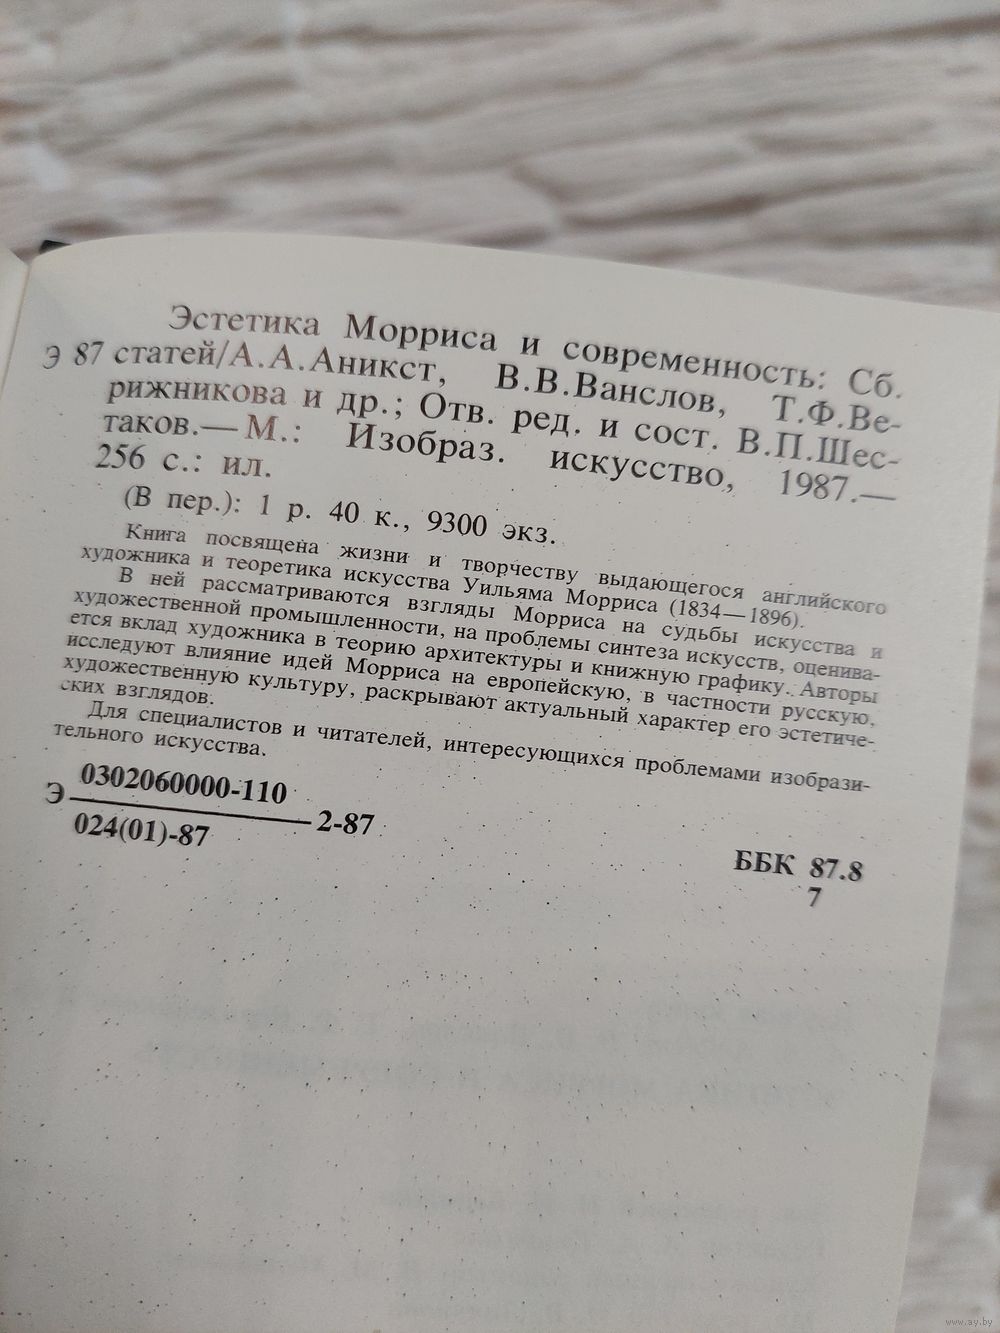 Эстетика Морриса и современность: Сб.
Э 87 статей/А.А.Аникст, В.В.Ванслов, Т.Ф.Ве-
рижникова и др.; Отв. ред. и сост. В.П.Шес-
таков.— М.: Изобраз. искусство, 1987.—
256 с.: ил.
(В пер.): 1 р. 40 к., 9300 экз.
Книга посвящена жизни и творчеству выдающегося английского
художника и теоретика искусства Уильяма Морриса (1834—1896).
В ней рассматриваются взгляды Морриса на судьбы искусства и
художественной промышленности, на проблемы синтеза искусств, оценива-
ется вклад художника в теорию архитектуры и книжную графику. Авторы
исследуют влияние идей Морриса на европейскую, в частности русскую,
художественную культуру, раскрывают актуальный характер его эстетиче-
ских взглядов.
Для специалистов и читателей, интересующихся проблемами изобрази-
тельного искусства.
Э 0302060000-110 2-87
024(01)-87
ББК 87.8
7
www.ay.by